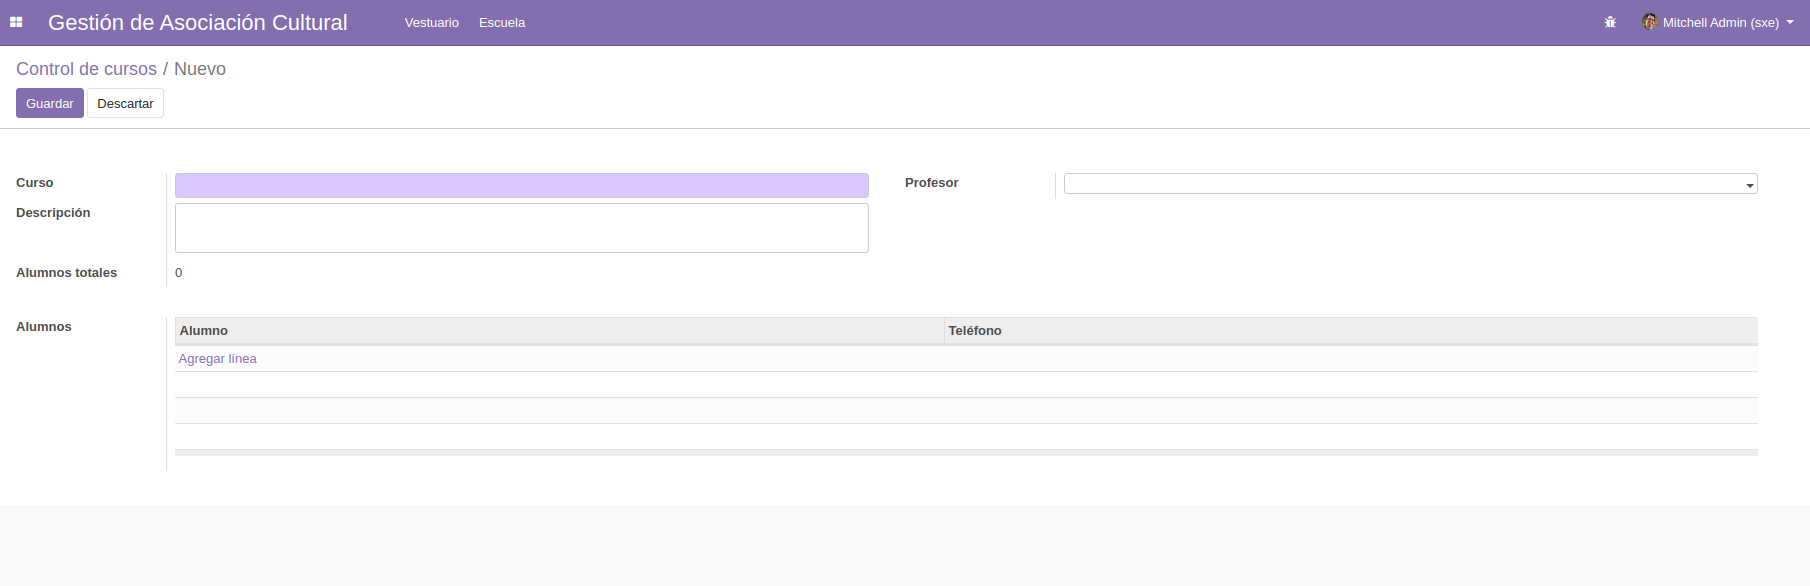 Gestión de Asociación Cultural Vestuario Escuela Mitchell Admin (sxe)
Control de cursos / Nuevo
Guardar Descartar
Curso Profesor
Descripción
Alumnos totales 0
Alumnos Alumno Teléfono
Agregar línea